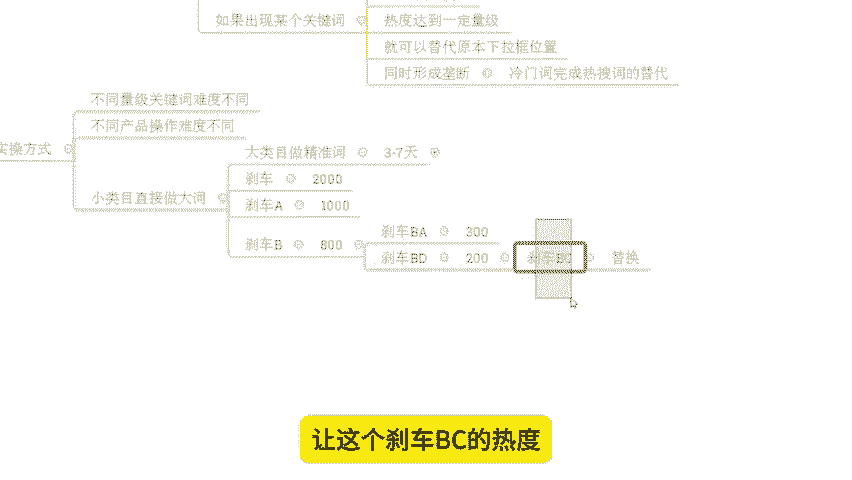 如果出现某个关键词
热度达到一定量级
就可以替代原本下拉框位置
同时形成垄断 冷门词完成热搜词的替代
不同量级关键词难度不同
不同产品操作难度不同
实操方式
大类目做精准词 3-7天
刹车 2000
小类目直接做大词
刹车A 1000
刹车BA 300
刹车B 800
刹车BD 200 刹车BC 替换
让这个刹车BC的热度